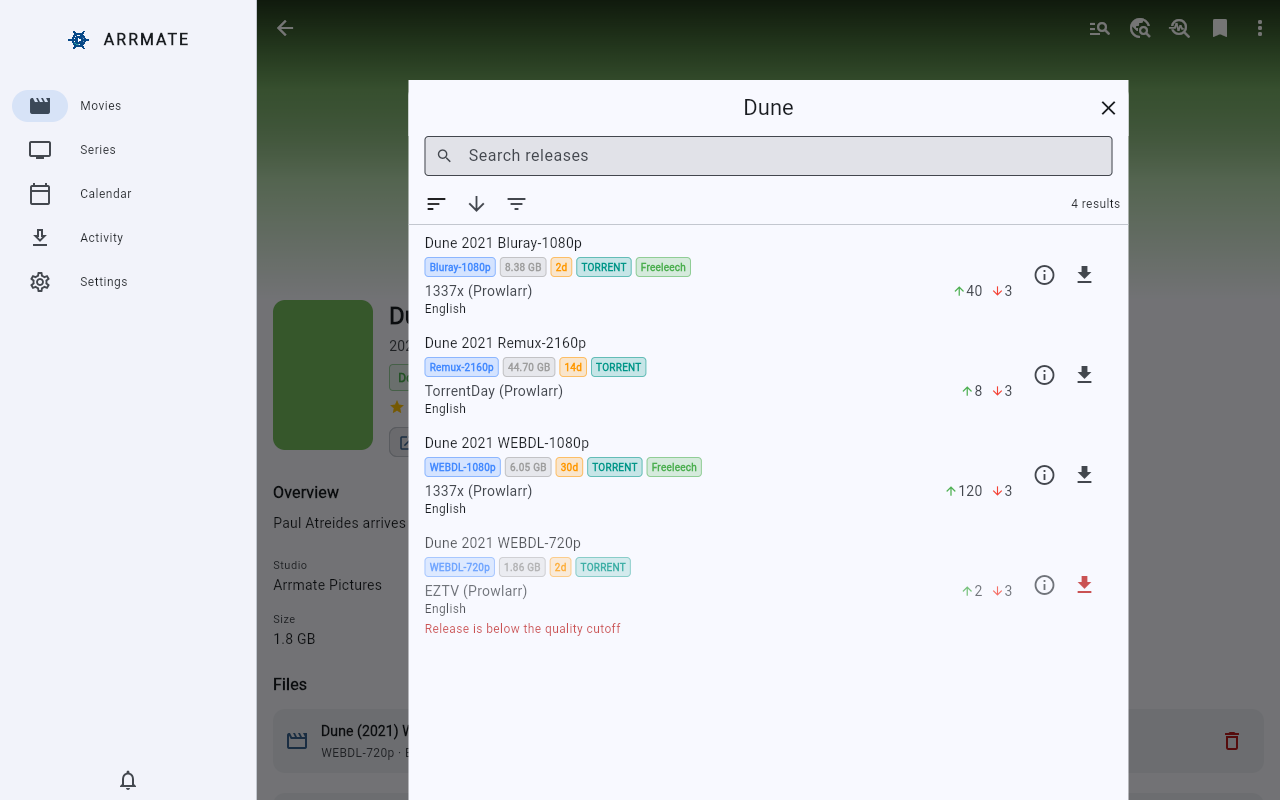 ARRMATE
Movies
Series
Calendar
Activity
Settings
Dune
Search releases
4 results
Dune 2021 Bluray-1080p
Bluray-1080p 8.38 GB 2d TORRENT Freeleech
1337x (Prowlarr) 40 3
English
Dune 2021 Remux-2160p
Remux-2160p 44.70 GB 14d TORRENT
TorrentDay (Prowlarr) 8 3
English
Dune 2021 WEBDL-1080p
WEBDL-1080p 6.05 GB 30d TORRENT Freeleech
1337x (Prowlarr) 120 3
English
Dune 2021 WEBDL-720p
WEBDL-720p 1.86 GB 2d TORRENT
EZTV (Prowlarr) 2 3
English
Release is below the quality cutoff
Overview
Paul Atreides arrives
Studio
Arrmate Pictures
Size
1.8 GB
Files
Dune (2021)
WEBDL-720p ·